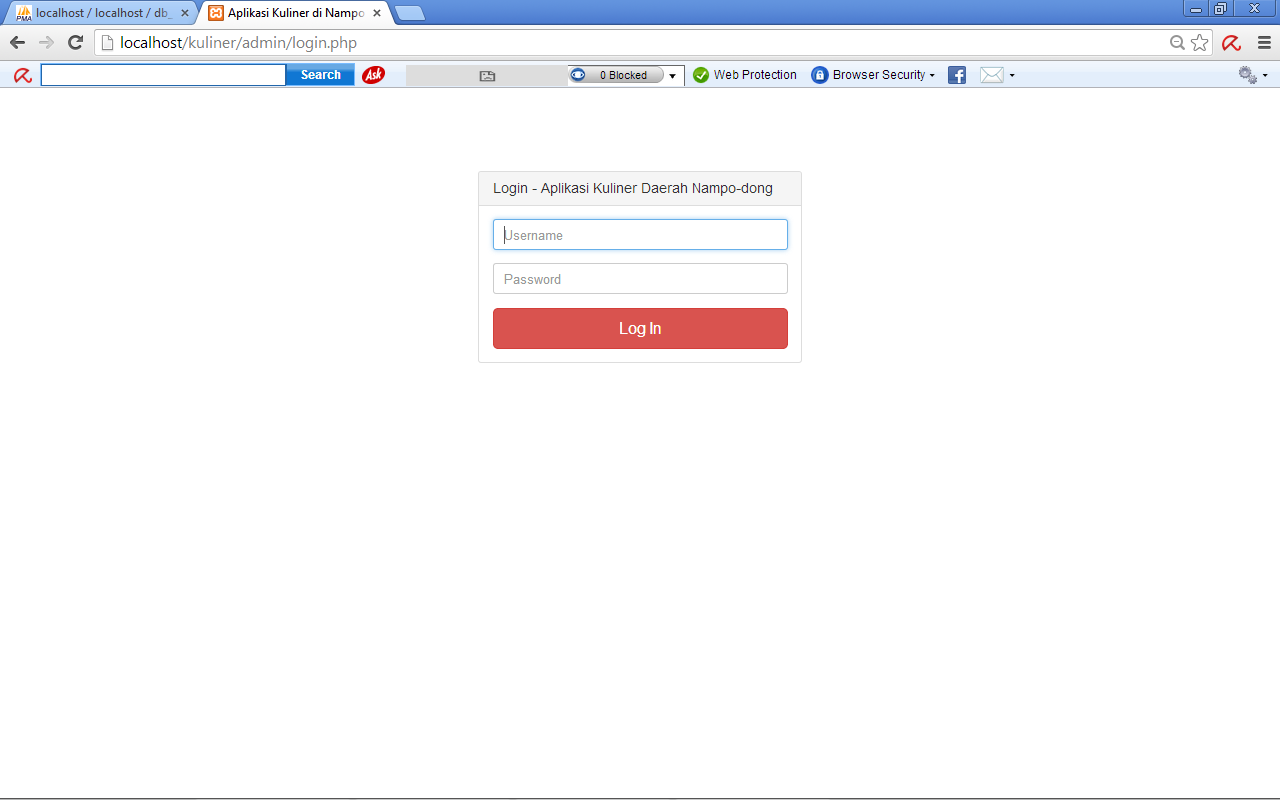 localhost / localhost / db_
Aplikasi Kuliner di Nampo
localhost/kuliner/admin/login.php
Search
Ask
0 Blocked
Web Protection
Browser Security
Login - Aplikasi Kuliner Daerah Nampo-dong
Username
Password
Log In